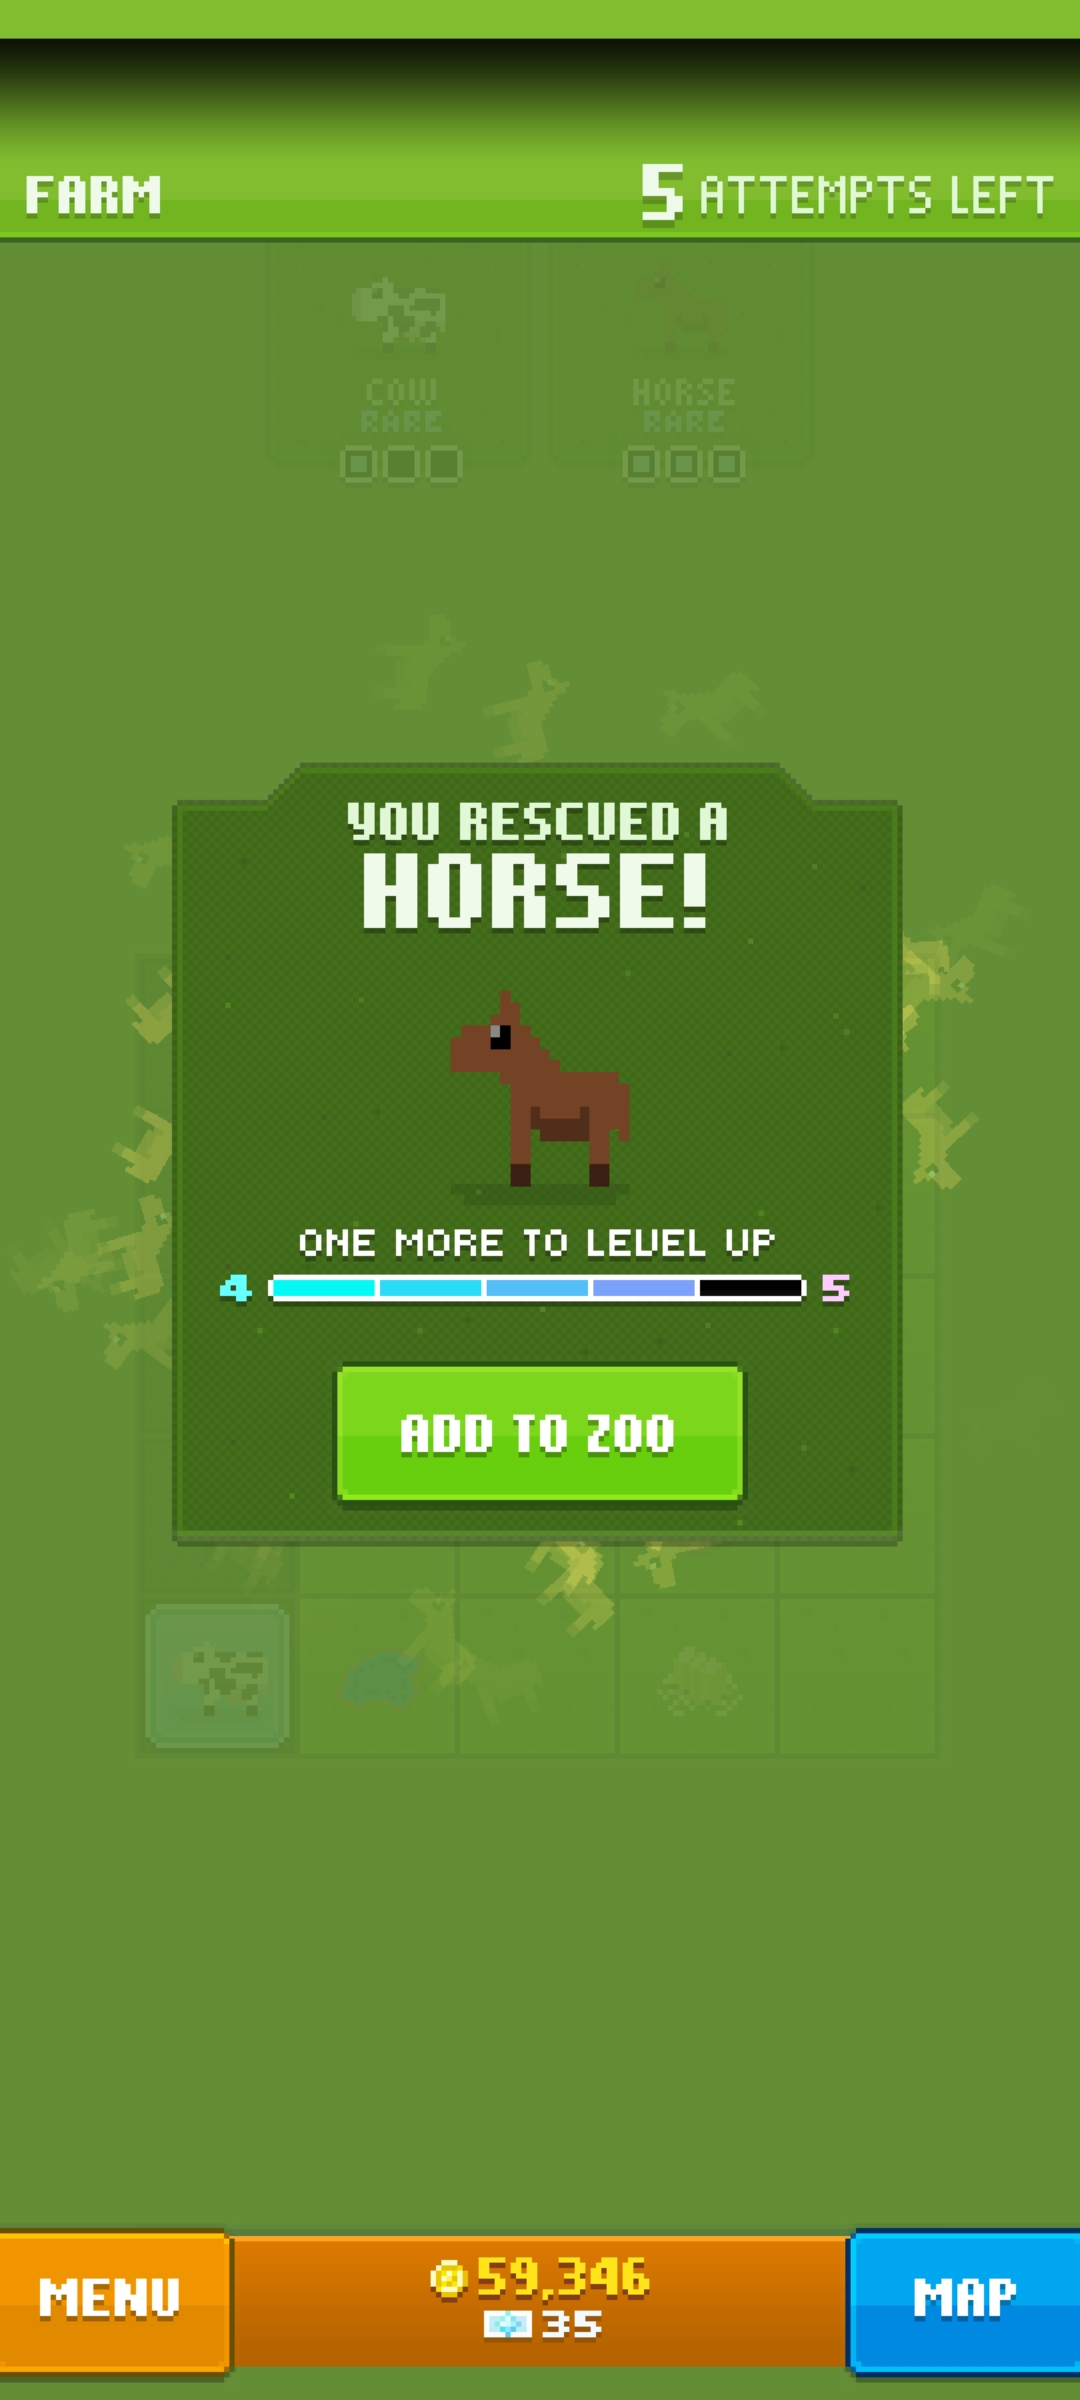 FARM
5 ATTEMPTS LEFT
COW
RARE
HORSE
RARE
YOU RESCUED A
HORSE!
ONE MORE TO LEVEL UP
4 5
ADD TO ZOO
MENU
59,346
35
MAP